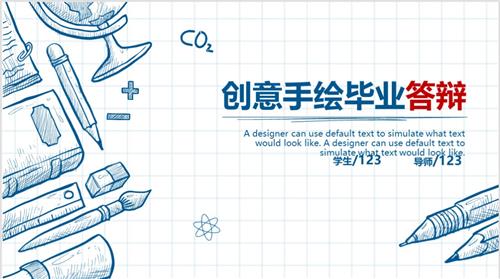 CO2
创意手绘毕业答辩
A designer can use default text to simulate what text
would look like. A designer can use default text to
simulate what text would look like.
学生/123 导师/123